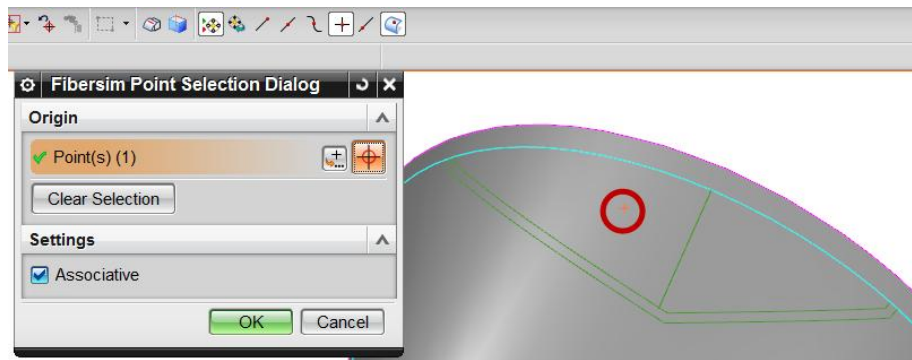 Fibersim Point Selection Dialog
Origin
Point(s) (1)
Clear Selection
Settings
Associative
OK Cancel